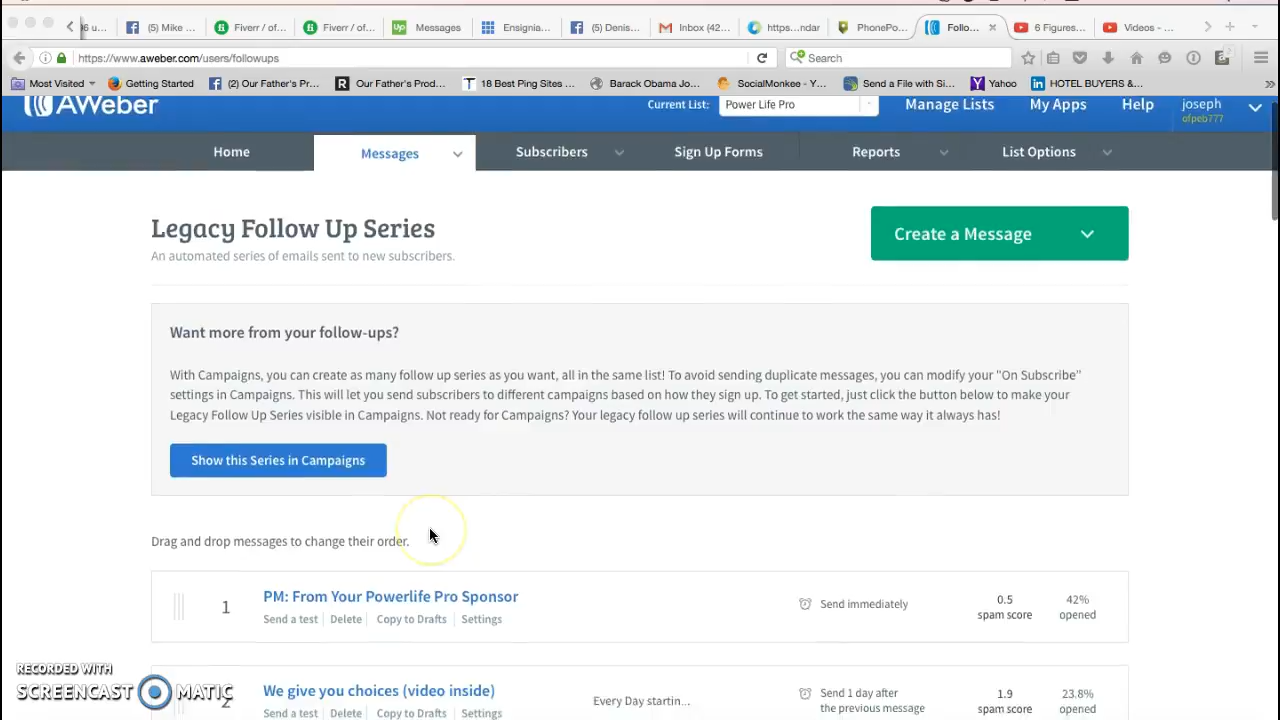 6 u...
(5) Mike ...
Fiverr / of...
Fiverr / of...
Messages
Ensignia...
(5) Denis...
Inbox (42...
https...ndar
PhonePo...
Follo...
6 Figures...
Videos - ...
https://www.aweber.com/users/followups
Search
Most Visited
Getting Started
(2) Our Father's Pr...
Our Father's Prod...
18 Best Ping Sites ...
Barack Obama Jo...
SocialMonkee - Y...
Send a File with Si...
Yahoo
HOTEL BUYERS &...
AWeber
Current List:
Power Life Pro
Manage Lists
My Apps
Help
joseph
ofpeb777
Home
Messages
Subscribers
Sign Up Forms
Reports
List Options
Legacy Follow Up Series
Create a Message
An automated series of emails sent to new subscribers.
Want more from your follow-ups?
With Campaigns, you can create as many follow up series as you want, all in the same list! To avoid sending duplicate messages, you can modify your "On Subscribe"
settings in Campaigns. This will let you send subscribers to different campaigns based on how they sign up. To get started, just click the button below to make your
Legacy Follow Up Series visible in Campaigns. Not ready for Campaigns? Your legacy follow up series will continue to work the same way it always has!
Show this Series in Campaigns
Drag and drop messages to change their order.
1
PM: From Your Powerlife Pro Sponsor
Send a test
Delete
Copy to Drafts
Settings
Send immediately
0.5
spam score
42%
opened
2
We give you choices (video inside)
Send a test
Delete
Copy to Drafts
Settings
Every Day startin...
Send 1 day after
the previous message
1.9
spam score
23.8%
opened
RECORDED WITH
SCREENCAST MATIC